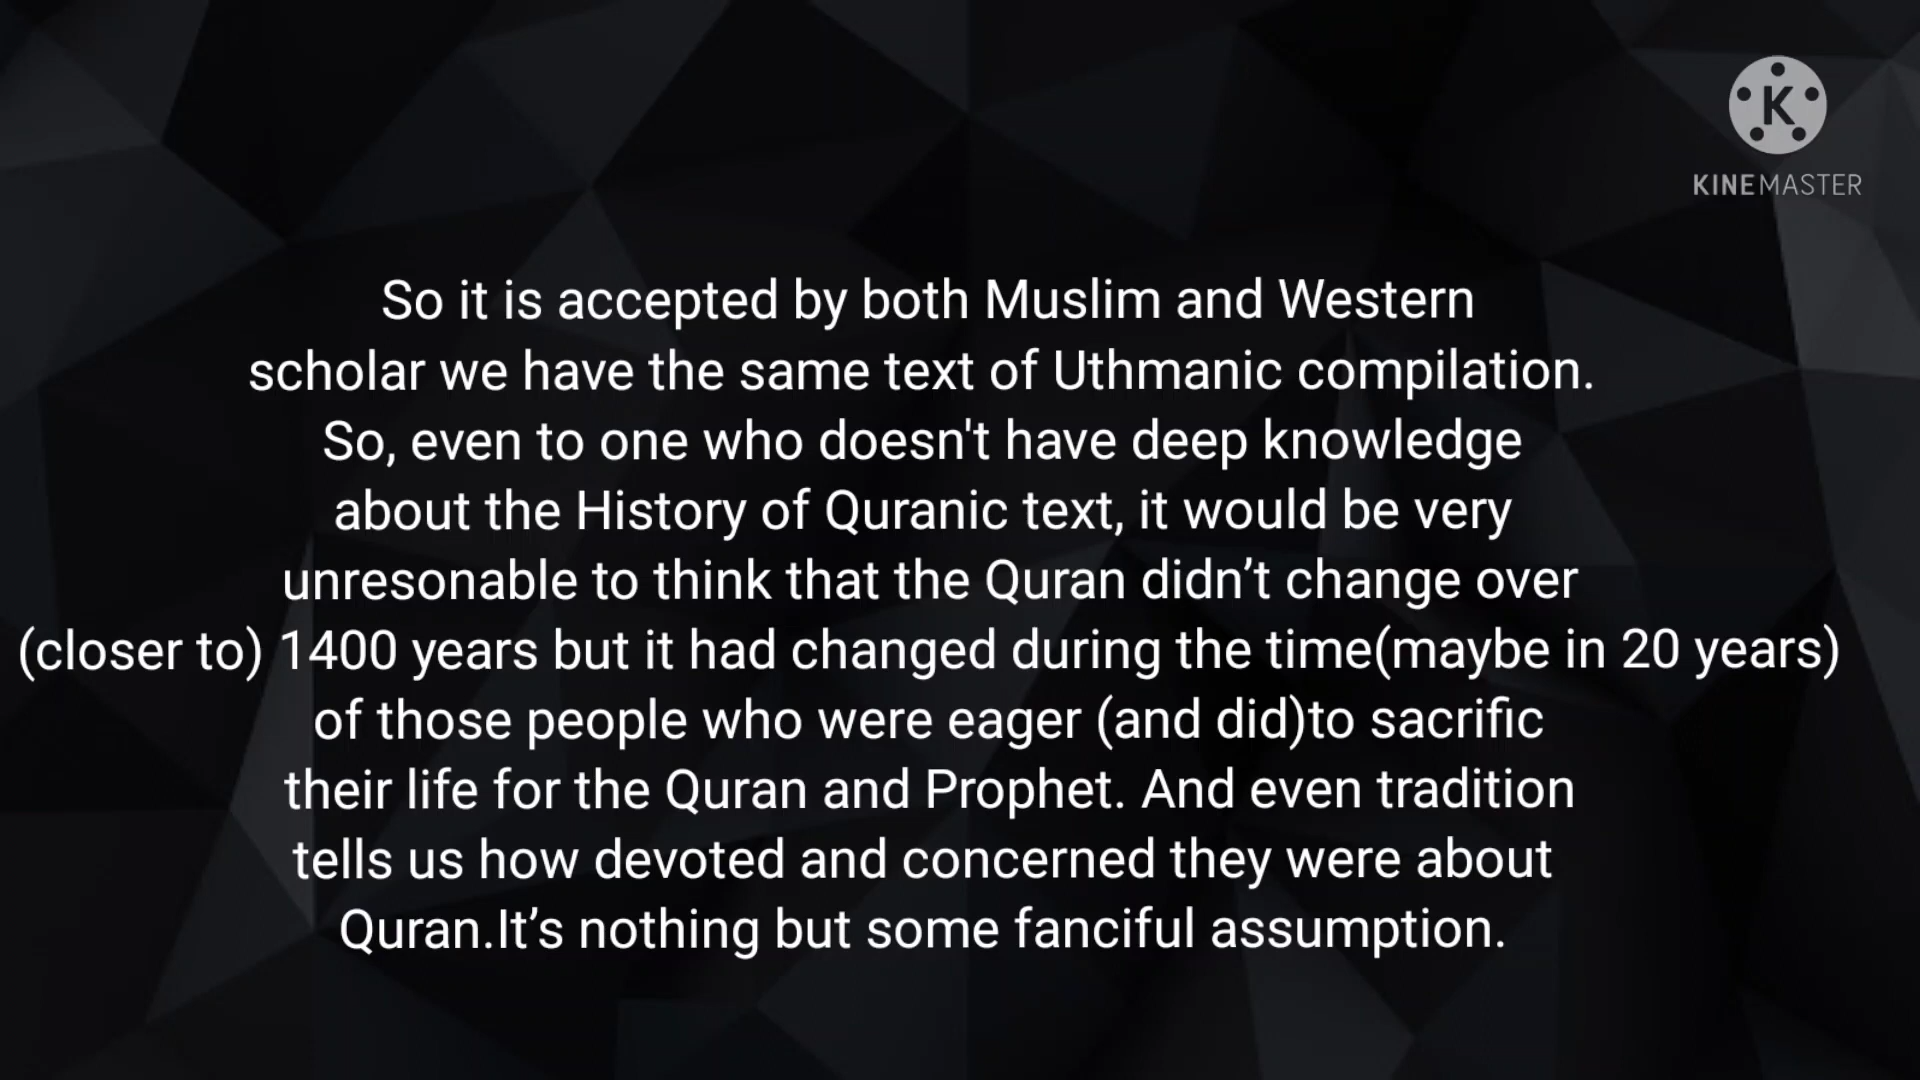 K
KINEMASTER
So it is accepted by both Muslim and Western
scholar we have the same text of Uthmanic compilation.
So, even to one who doesn't have deep knowledge
about the History of Quranic text, it would be very
unresonable to think that the Quran didn’t change over
(closer to) 1400 years but it had changed during the time(maybe in 20 years)
of those people who were eager (and did)to sacrific
their life for the Quran and Prophet. And even tradition
tells us how devoted and concerned they were about
Quran.It’s nothing but some fanciful assumption.